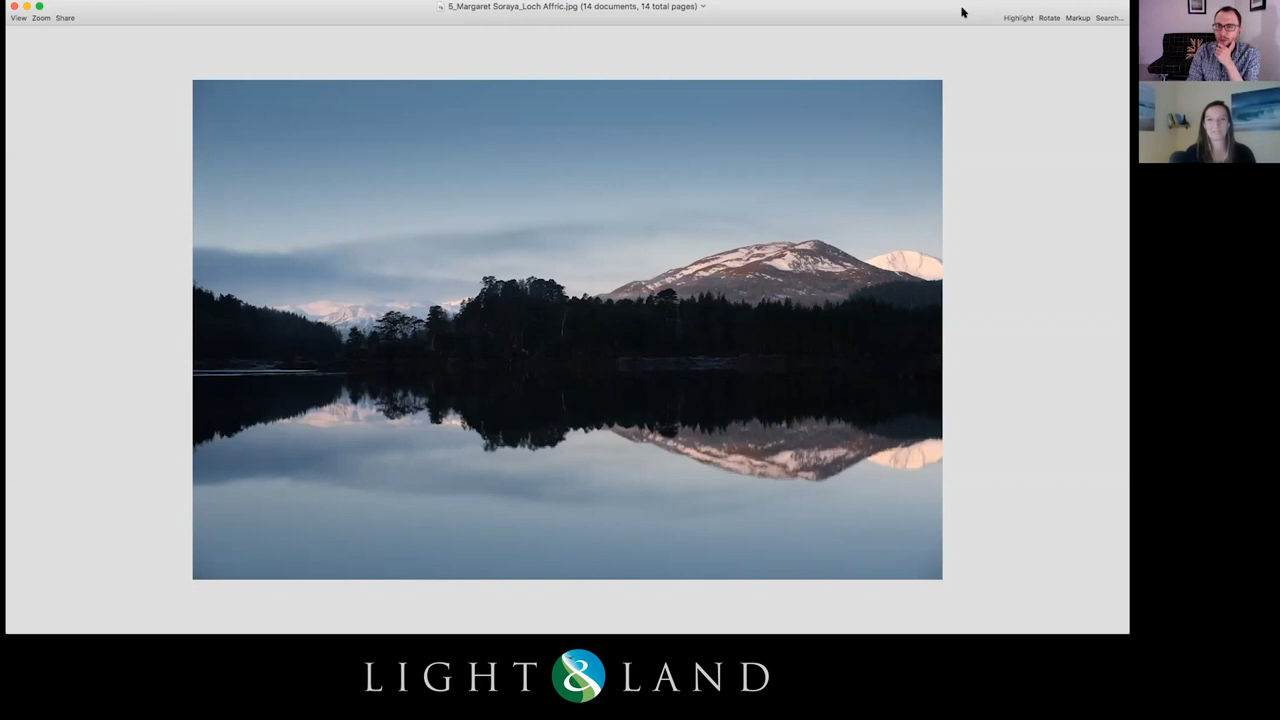 5_Margaret Soraya_Loch Affric.jpg (14 documents, 14 total pages)
View Zoom Share
Highlight Rotate Markup Search...
LIGHT & LAND